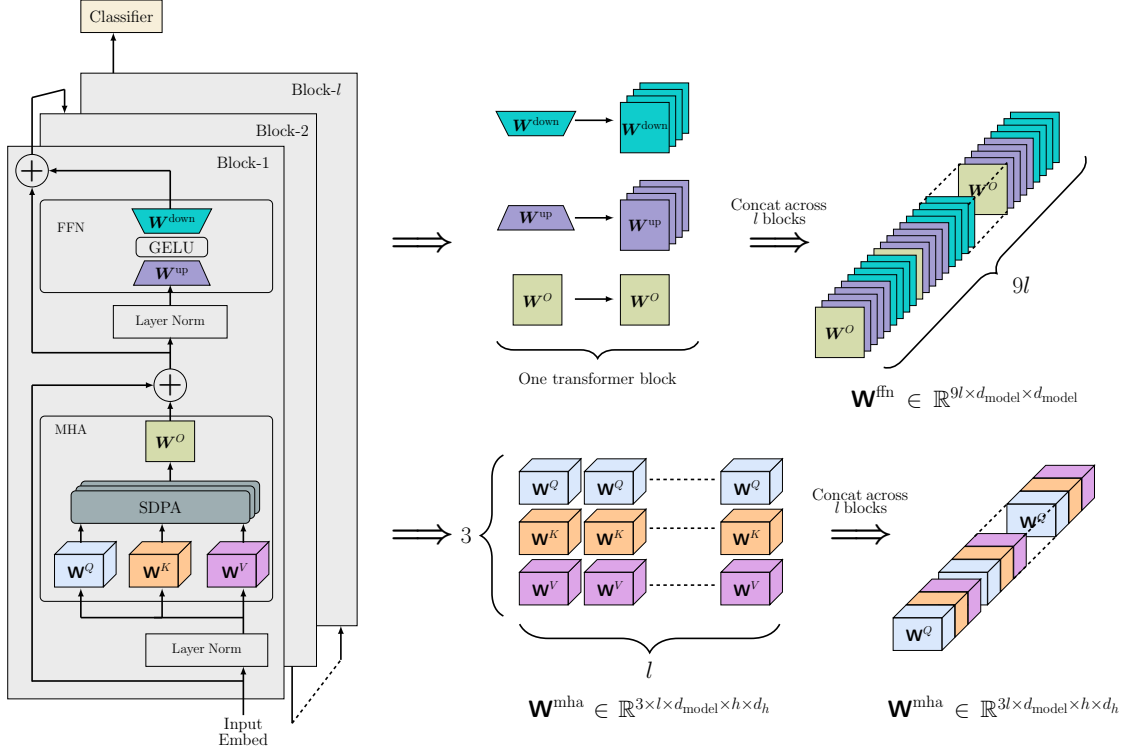 Classifier
Block-l
Block-2
Block-1
FFN
W^down
GELU
W^up
Layer Norm
MHA
W^O
SDPA
W^Q W^K W^V
Layer Norm
Input
Embed
W^down W^down
W^up W^up
W^O W^O
One transformer block
Concat across
l blocks
W^O
W^O
9l
W^ffn ∈ ℝ^{9l×d_model×d_model}
3
W^Q W^Q W^Q
W^K W^K W^K
W^V W^V W^V
l
W^mha ∈ ℝ^{3×l×d_model×h×d_h}
Concat across
l blocks
W^Q
W^Q
W^mha ∈ ℝ^{3l×d_model×h×d_h}